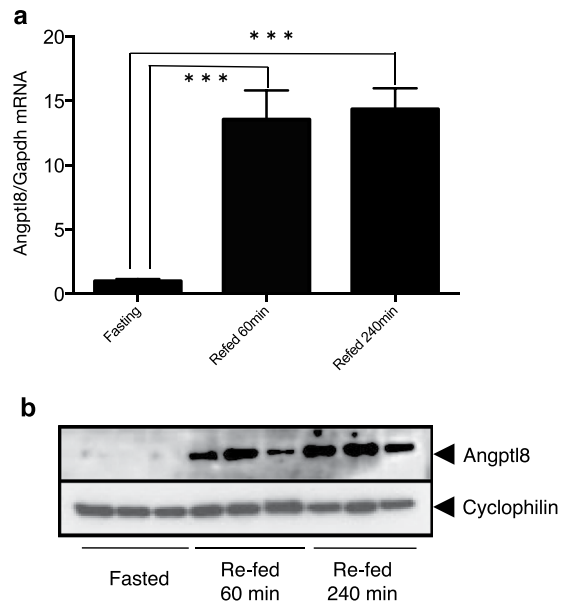 a
20
15
10
5
0
Angptl8/Gapdh mRNA
* * *
* * *
Fasting
Refed 60min
Refed 240min
b
Angptl8
Cyclophilin
Fasted
Re-fed
60 min
Re-fed
240 min